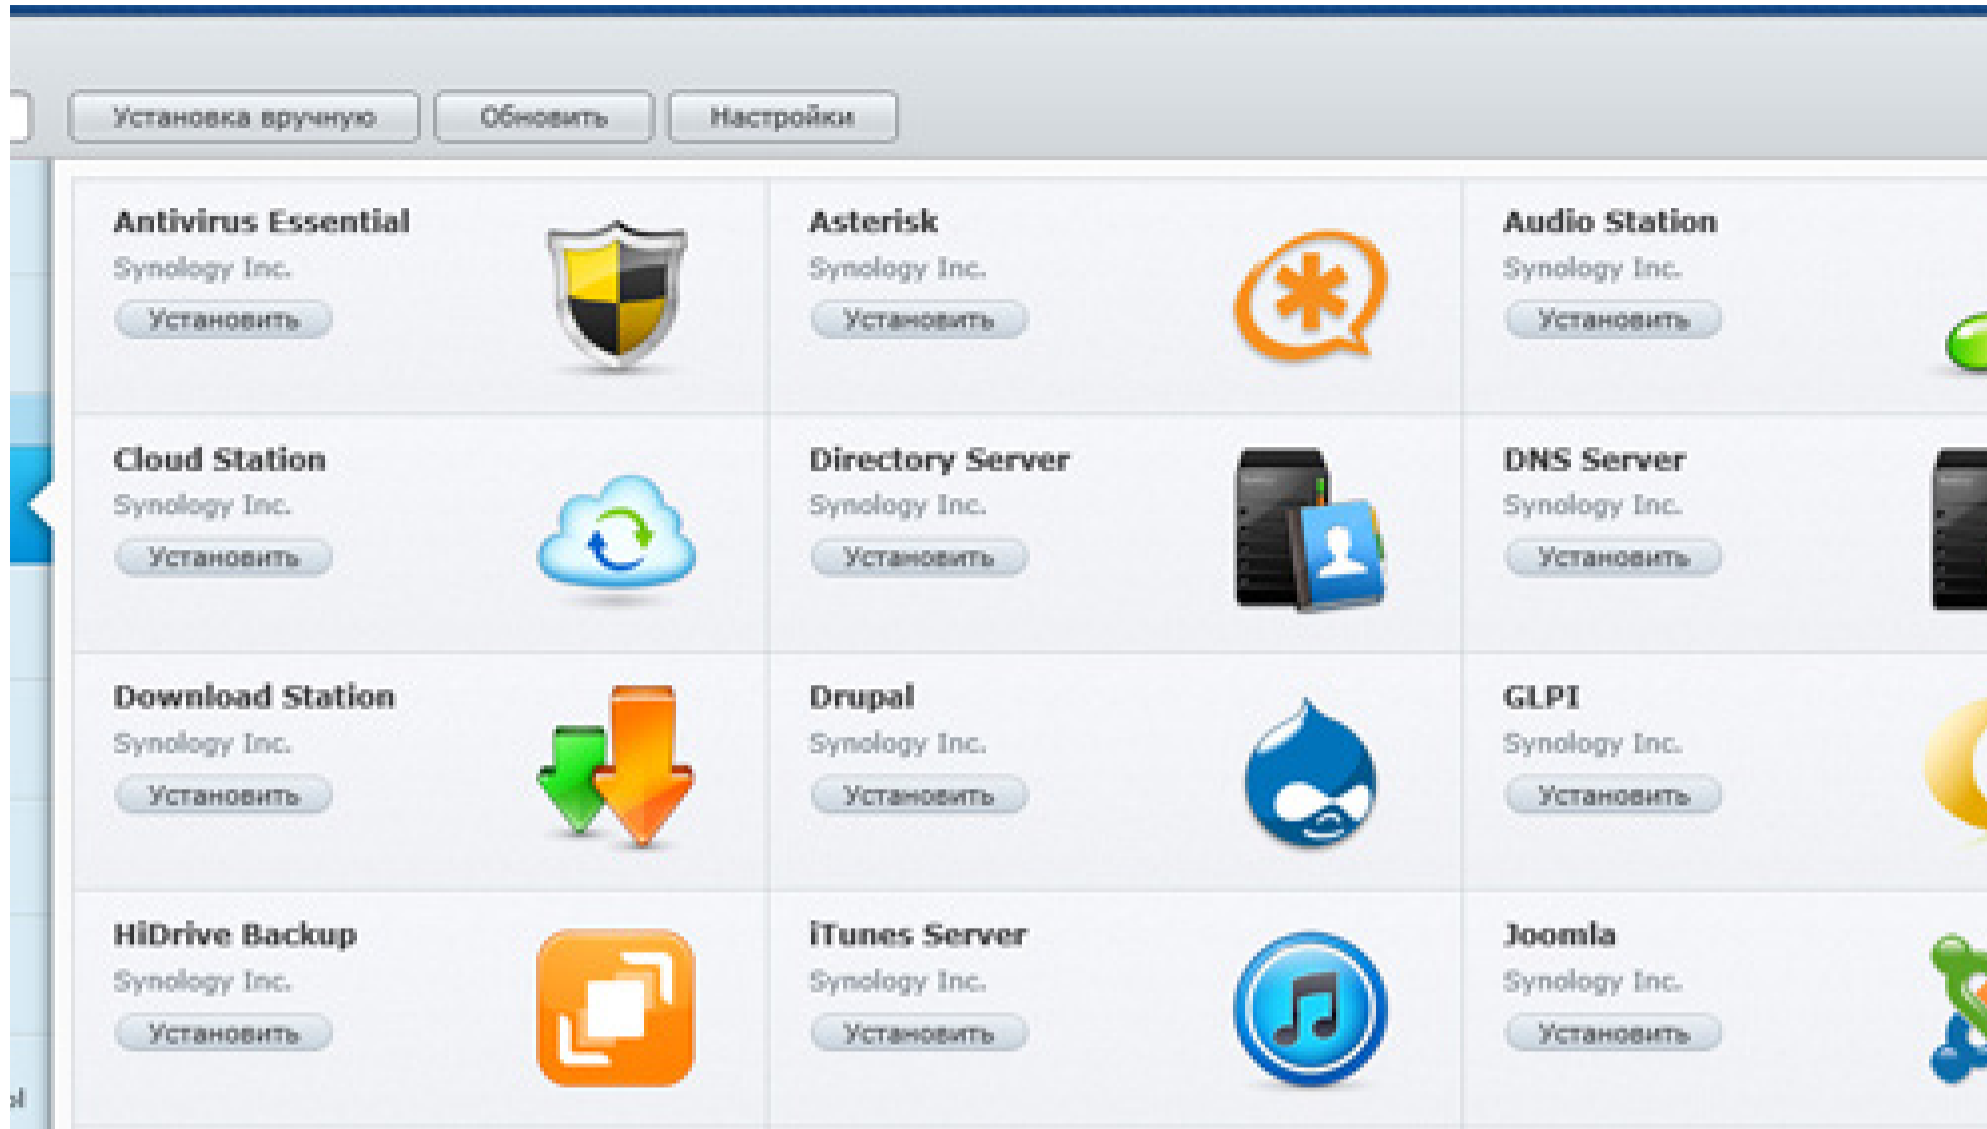 Установка вручную Обновить Настройки
Antivirus Essential Asterisk Audio Station
Synology Inc. Synology Inc. Synology Inc.
Установить Установить Установить
Cloud Station Directory Server DNS Server
Synology Inc. Synology Inc. Synology Inc.
Установить Установить Установить
Download Station Drupal GLPI
Synology Inc. Synology Inc. Synology Inc.
Установить Установить Установить
HiDrive Backup iTunes Server Joomla
Synology Inc. Synology Inc. Synology Inc.
Установить Установить Установить